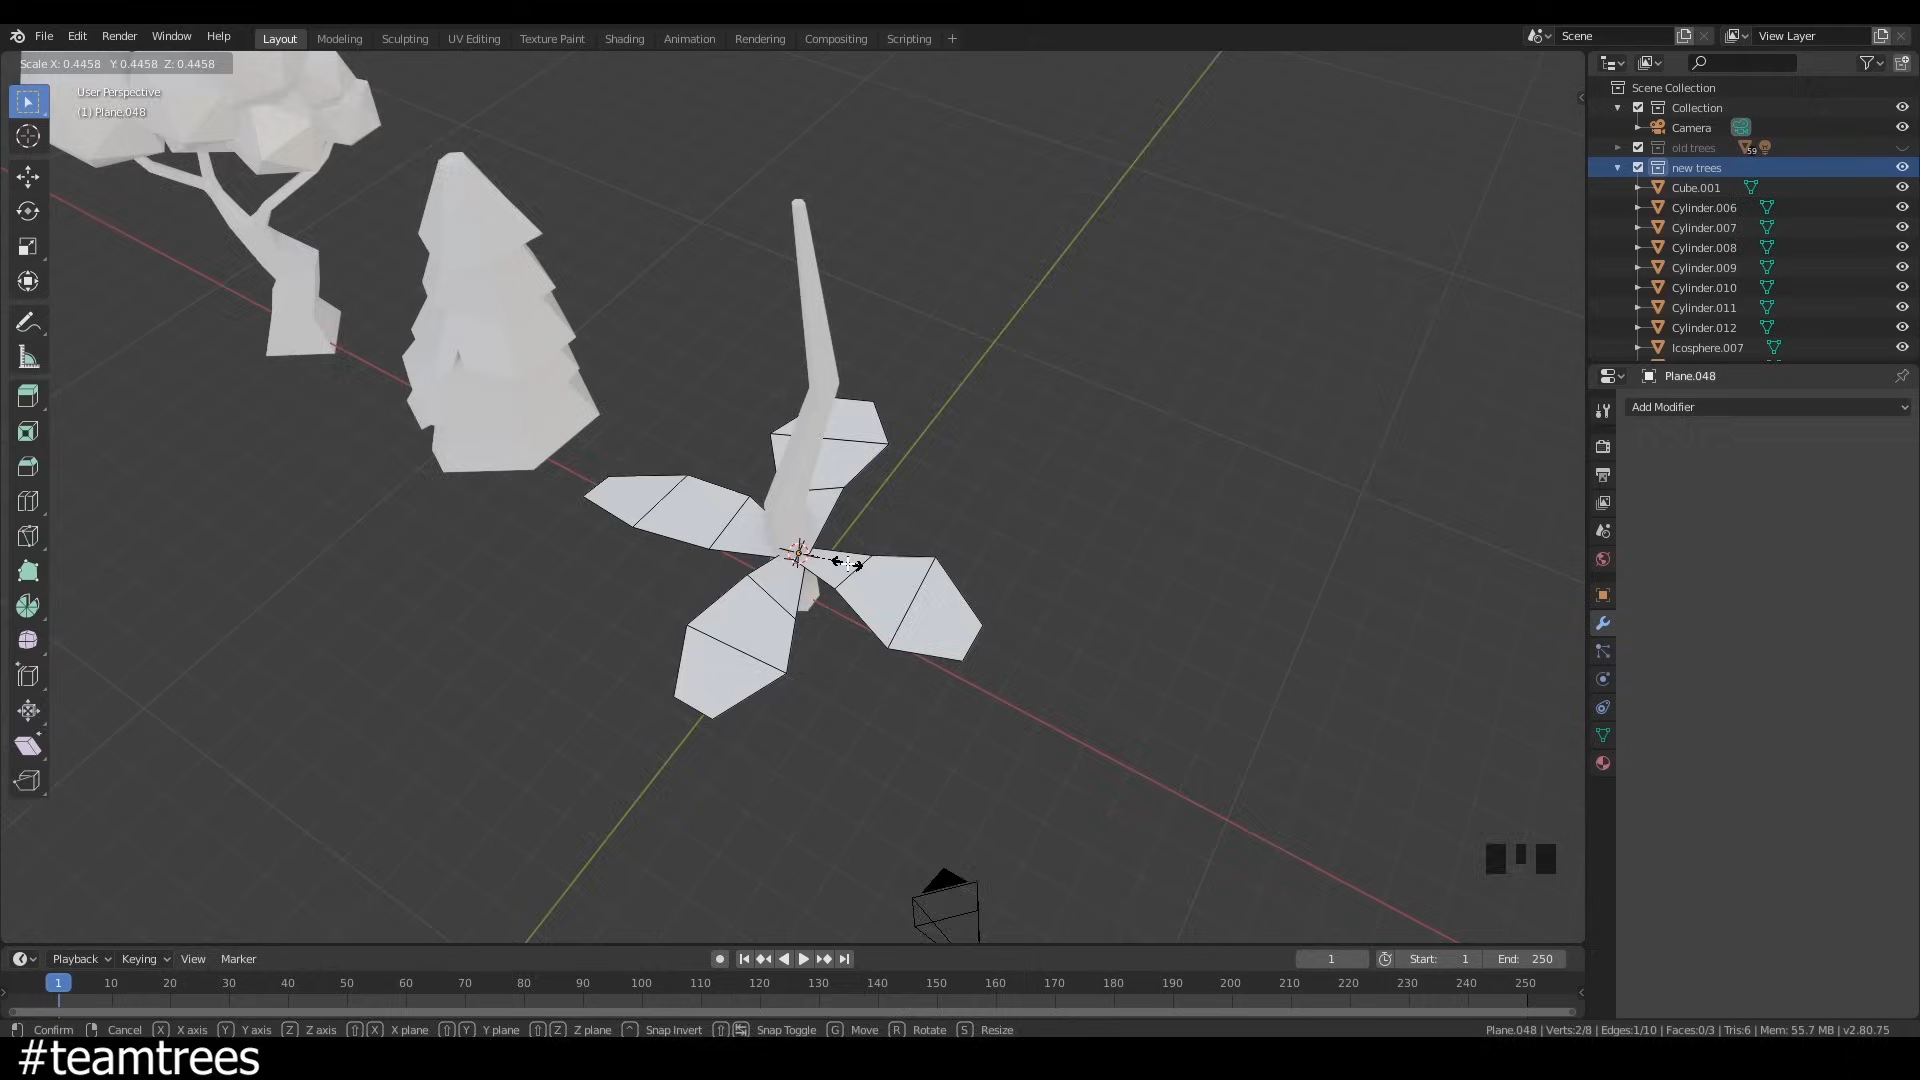 File Edit Render Window Help
Layout Modeling Sculpting UV Editing Texture Paint Shading Animation Rendering Compositing Scripting +
Scene
View Layer
Scale X: 0.4458 Y: 0.4458 Z: 0.4458
User Perspective
(1) Plane.048
Scene Collection
Collection
Camera
old trees 59
new trees
Cube.001
Cylinder.006
Cylinder.007
Cylinder.008
Cylinder.009
Cylinder.010
Cylinder.011
Cylinder.012
Icosphere.007
Plane.048
Add Modifier
Playback Keying View Marker
1 Start: 1 End: 250
1 10 20 30 40 50 60 70 80 90 100 110 120 130 140 150 160 170 180 190 200 210 220 230 240 250
Confirm Cancel X X axis Y Y axis Z Z axis X X plane Y Y plane Z Z plane Snap Invert Snap Toggle G Move R Rotate S Resize
Plane.048 | Verts:2/8 | Edges:1/10 | Faces:0/3 | Tris:6 | Mem: 55.7 MB | v2.80.75
#teamtrees